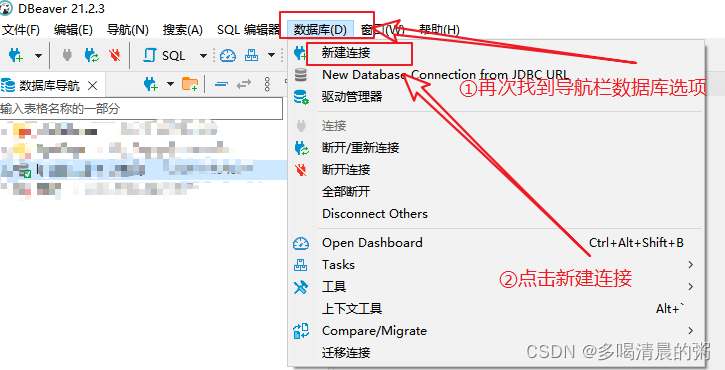 DBeaver 21.2.3
文件(F) 编辑(E) 导航(N) 搜索(A) SQL 编辑器 数据库(D) 窗口(W) 帮助(H)
SQL
数据库导航
输入表格名称的一部分
新建连接
New Database Connection from JDBC URL
驱动管理器
①再次找到导航栏数据库选项
连接
断开/重新连接
断开连接
全部断开
Disconnect Others
Open Dashboard Ctrl+Alt+Shift+B
Tasks
②点击新建连接
工具
上下文工具 Alt+`
Compare/Migrate
迁移连接
CSDN @多喝清晨的粥